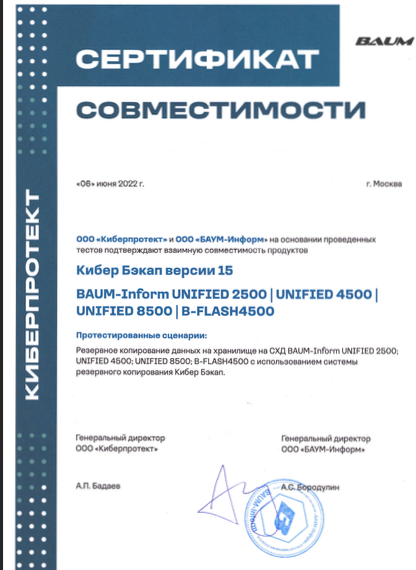 BAUM
СЕРТИФИКАТ
СОВМЕСТИМОСТИ
КИБЕРПРОТЕКТ
«06» июня 2022 г.
г. Москва
ООО «Киберпротект» и ООО «БАУМ-Информ» на основании проведенных
тестов подтверждают взаимную совместимость продуктов
Кибер Бэкап версии 15
BAUM-Inform UNIFIED 2500 | UNIFIED 4500 |
UNIFIED 8500 | B-FLASH4500
Протестированные сценарии:
Резервное копирование данных на хранилище на СХД BAUM-Inform UNIFIED 2500;
UNIFIED 4500; UNIFIED 8500; B-FLASH4500 с использованием системы
резервного копирования Кибер Бэкап.
Генеральный директор
ООО «Киберпротект»
Генеральный директор
ООО «БАУМ-Информ»
А.П. Бадаев
А.С. Бородулин